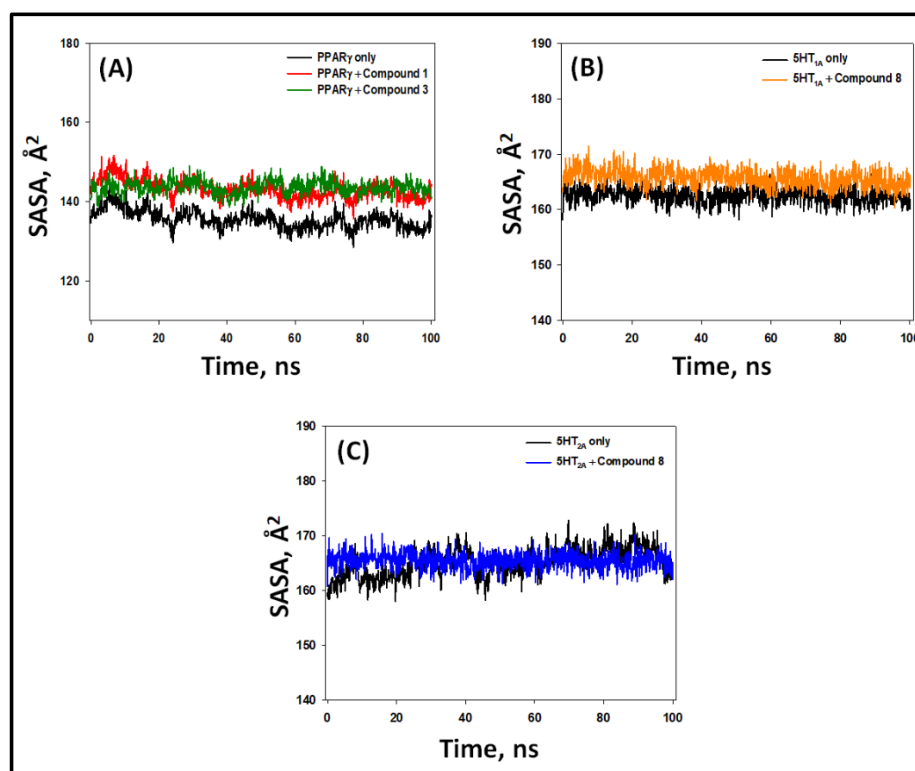 (A)
PPARγ only
PPARγ + Compound 1
PPARγ + Compound 3
SASA, Å²
180
160
140
120
0 20 40 60 80 100
Time, ns
(B)
5HT₁ₐ only
5HT₁ₐ + Compound 8
SASA, Å²
190
180
170
160
150
140
0 20 40 60 80 100
Time, ns
(C)
5HT₂ₐ only
5HT₂ₐ + Compound 8
SASA, Å²
190
180
170
160
150
140
0 20 40 60 80 100
Time, ns